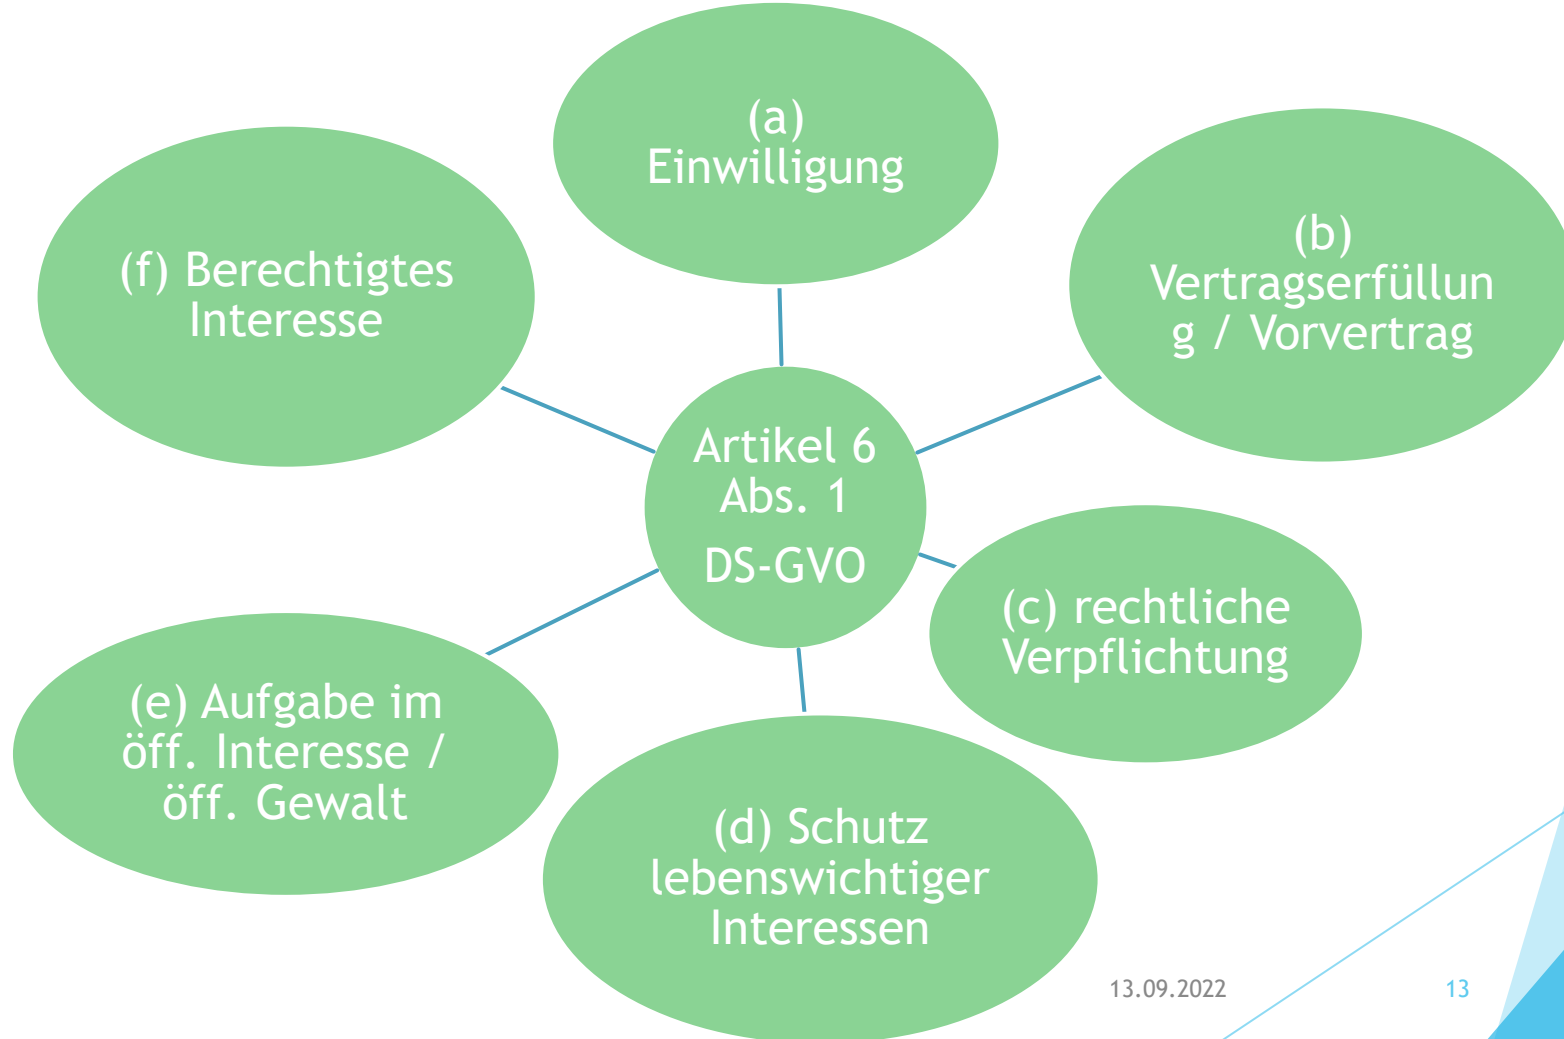 (a)
Einwilligung
(b)
Vertragserfüllun
g / Vorvertrag
(c) rechtliche
Verpflichtung
(d) Schutz
lebenswichtiger
Interessen
(e) Aufgabe im
öff. Interesse /
öff. Gewalt
(f) Berechtigtes
Interesse
Artikel 6
Abs. 1
DS-GVO
13.09.2022
13